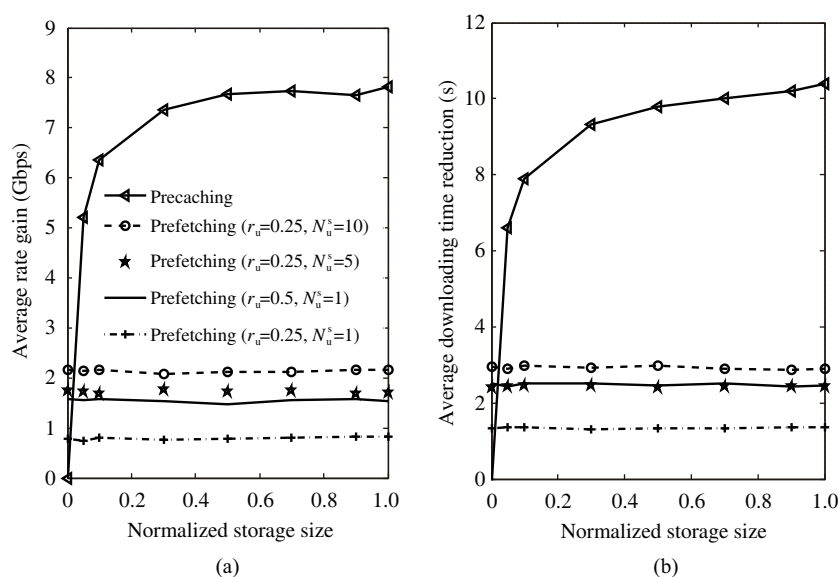 9
8
7
6
5
4
3
2
1
0
Average rate gain (Gbps)
Precaching
Prefetching (r_u=0.25, N_u^s=10)
Prefetching (r_u=0.25, N_u^s=5)
Prefetching (r_u=0.5, N_u^s=1)
Prefetching (r_u=0.25, N_u^s=1)
0 0.2 0.4 0.6 0.8 1.0
Normalized storage size
(a)
12
10
8
6
4
2
0
Average downloading time reduction (s)
0 0.2 0.4 0.6 0.8 1.0
Normalized storage size
(b)